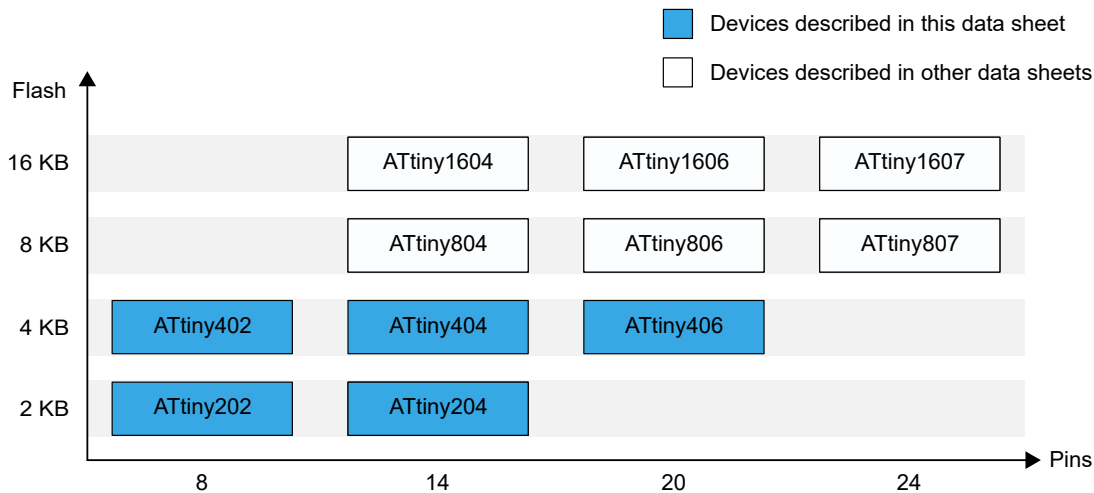 Devices described in this data sheet
Devices described in other data sheets
Flash
16 KB
ATtiny1604
ATtiny1606
ATtiny1607
8 KB
ATtiny804
ATtiny806
ATtiny807
4 KB
ATtiny402
ATtiny404
ATtiny406
2 KB
ATtiny202
ATtiny204
Pins
8
14
20
24